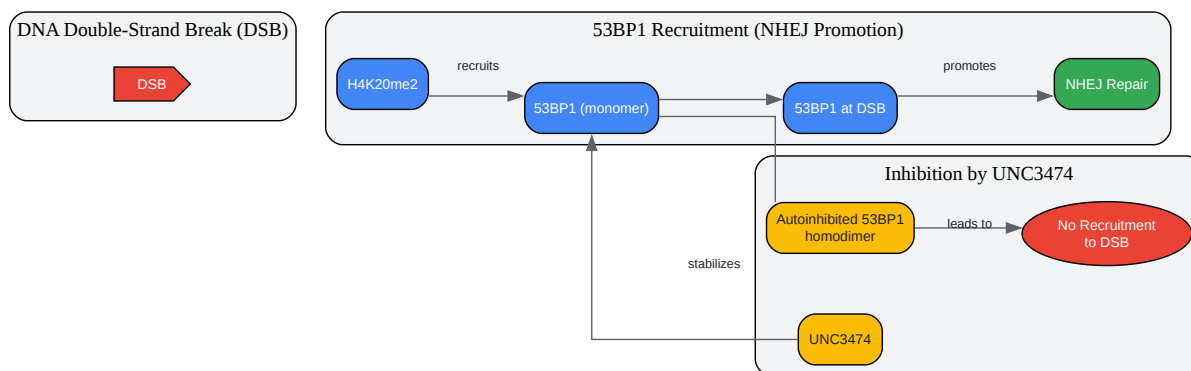 DNA Double-Strand Break (DSB)
DSB
53BP1 Recruitment (NHEJ Promotion)
H4K20me2
recruits
53BP1 (monomer)
53BP1 at DSB
promotes
NHEJ Repair
Inhibition by UNC3474
Autoinhibited 53BP1
homodimer
leads to
No Recruitment
to DSB
stabilizes
UNC3474